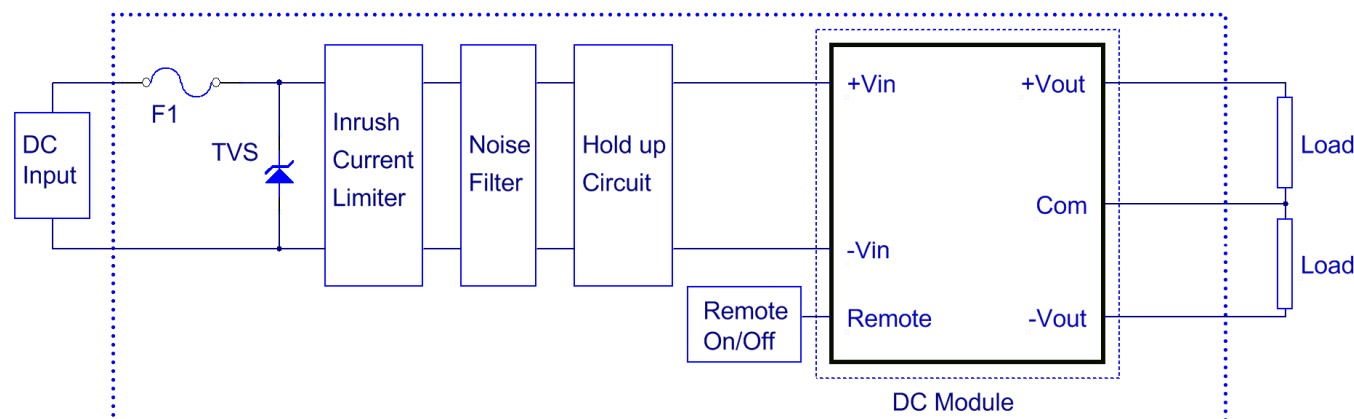 DC
Input
F1
TVS
Inrush
Current
Limiter
Noise
Filter
Hold up
Circuit
+Vin
-Vin
Remote
+Vout
Com
-Vout
Remote
On/Off
DC Module
Load
Load